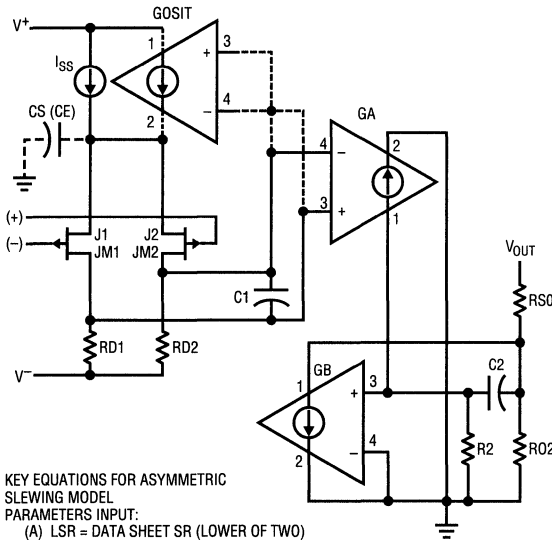 GOSIT
V+
1
3
ISS
+
CS (CE)
−
4
GA
2
2
4
−
3
+
1
(+)
(−)
J1
J2
JM1
JM2
VOUT
C1
RS0
RD1
RD2
GB
C2
V−
1
3
+
2
4
−
R2
RO2
KEY EQUATIONS FOR ASYMMETRIC
SLEWING MODEL
PARAMETERS INPUT:
(A) LSR = DATA SHEET SR (LOWER OF TWO)